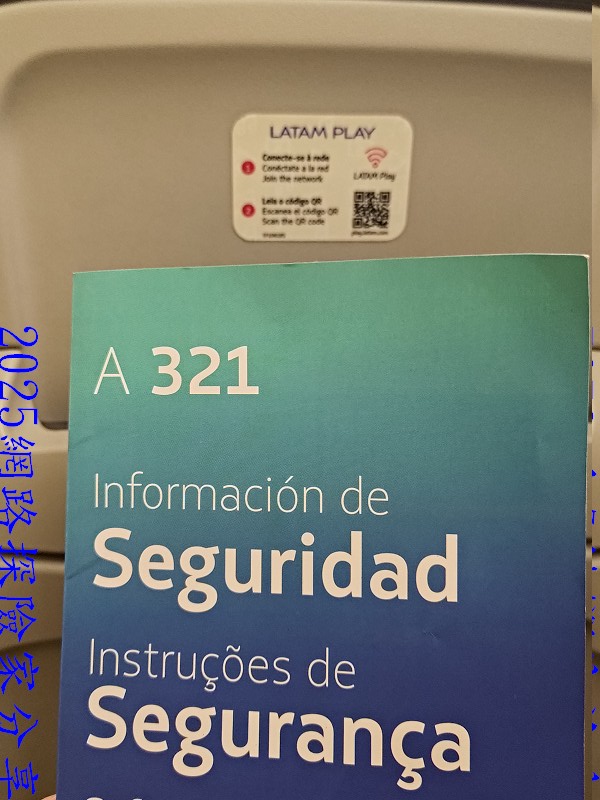 LATAM PLAY
1 Conecte-se à rede
Conéctate a la red
Join the network
LATAM Play
2 Leia o código QR
Escanea el código QR
Scan the QR code
A 321
Información de
Seguridad
Instruções de
Segurança
2025網路探險家分享